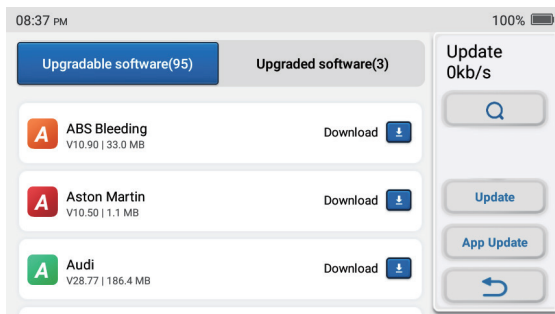 08:37 PM
100%
Upgradable software(95)
Upgraded software(3)
Update
0kb/s
A
ABS Bleeding
V10.90 | 33.0 MB
Download
A
Aston Martin
V10.50 | 1.1 MB
Download
Update
App Update
A
Audi
V28.77 | 186.4 MB
Download